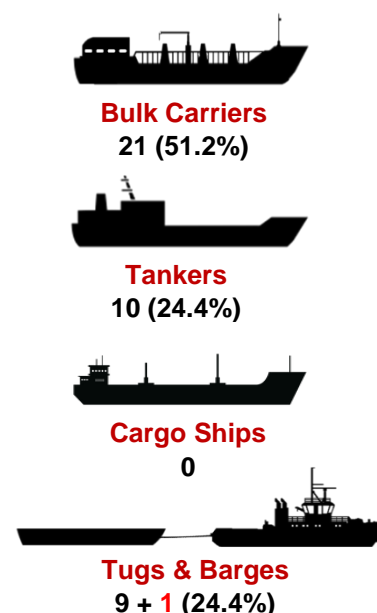 Bulk Carriers
21 (51.2%)
Tankers
10 (24.4%)
Cargo Ships
0
Tugs & Barges
9 + 1 (24.4%)